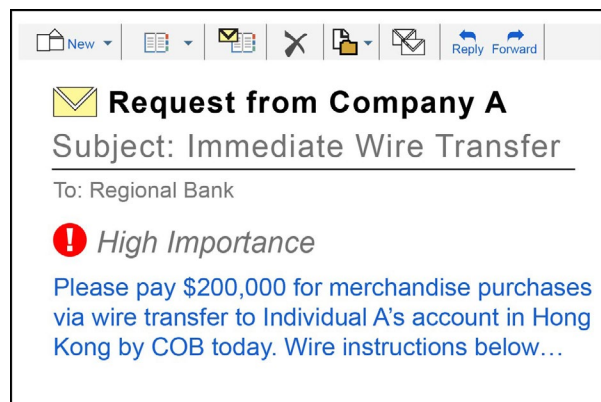 New
Reply Forward
Request from Company A
Subject: Immediate Wire Transfer
To: Regional Bank
! High Importance
Please pay $200,000 for merchandise purchases
via wire transfer to Individual A’s account in Hong
Kong by COB today. Wire instructions below…